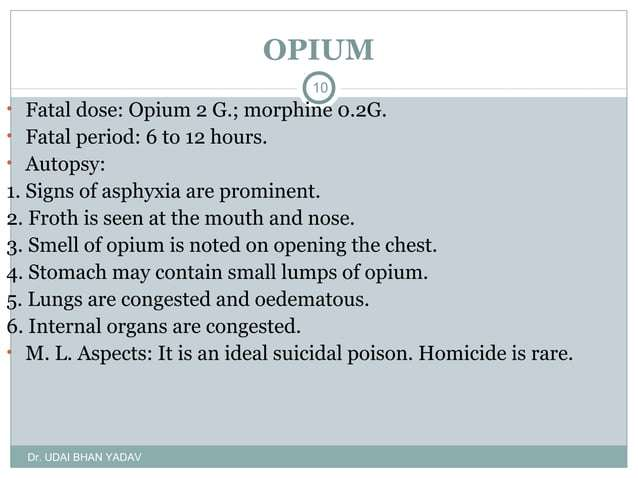 OPIUM
10
• Fatal dose: Opium 2 G.; morphine 0.2G.
• Fatal period: 6 to 12 hours.
• Autopsy:
1. Signs of asphyxia are prominent.
2. Froth is seen at the mouth and nose.
3. Smell of opium is noted on opening the chest.
4. Stomach may contain small lumps of opium.
5. Lungs are congested and oedematous.
6. Internal organs are congested.
• M. L. Aspects: It is an ideal suicidal poison. Homicide is rare.
Dr. UDAI BHAN YADAV